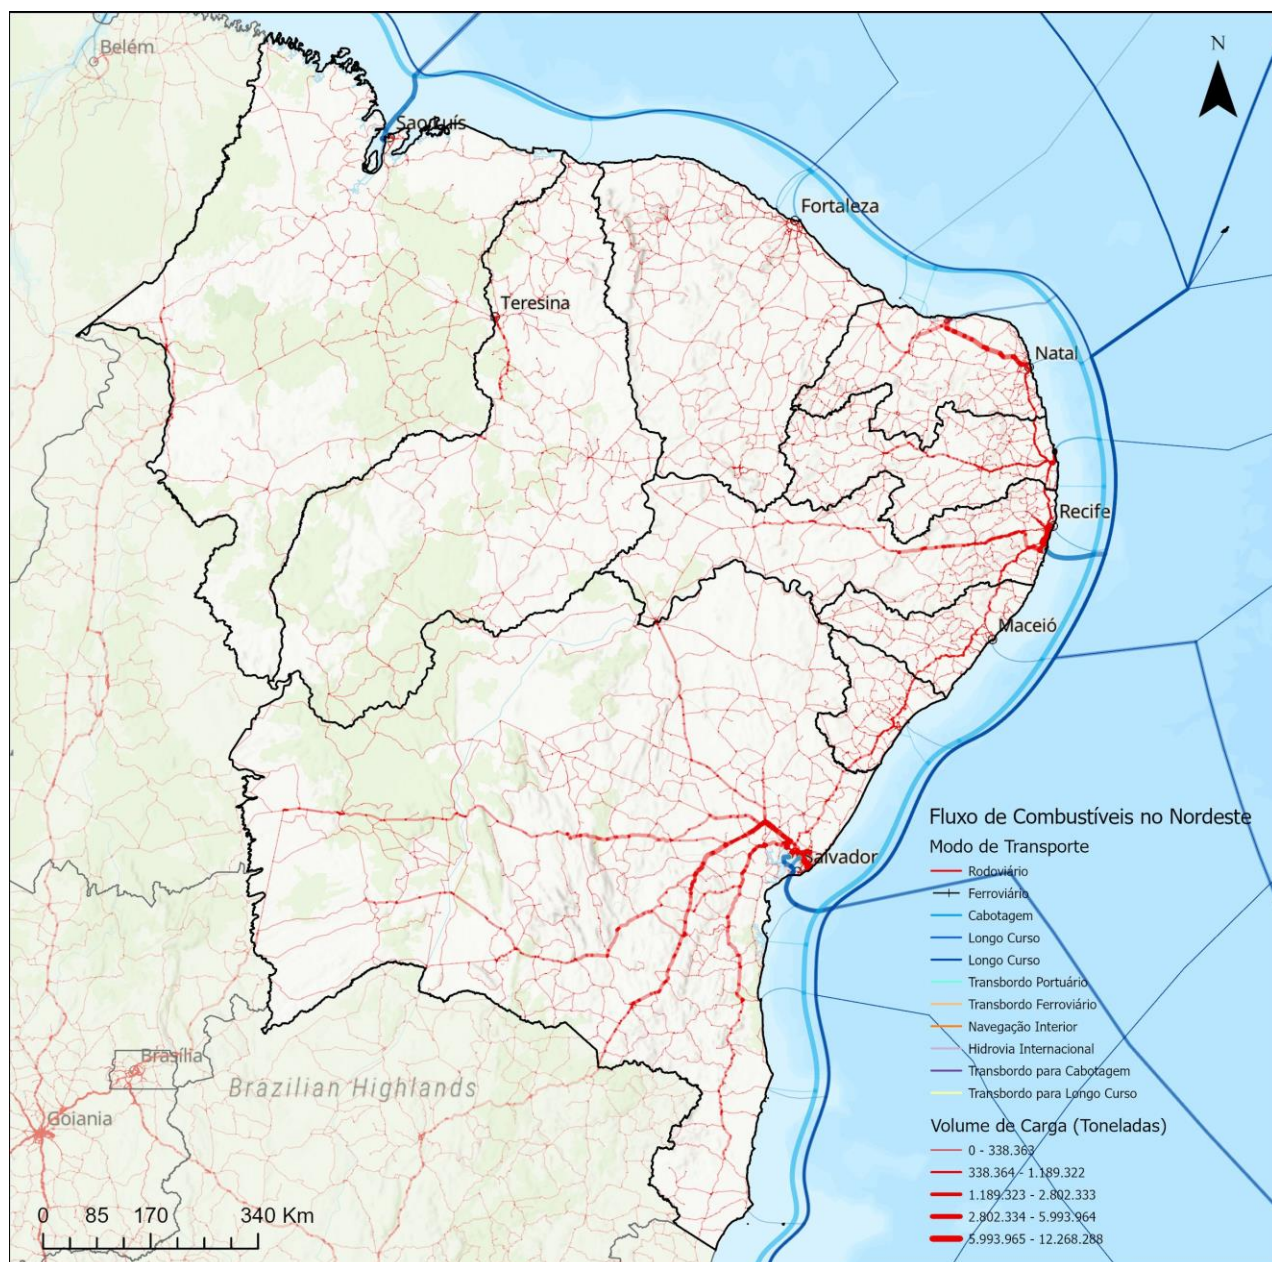 N
Belém
Sao Luís
Fortaleza
Teresina
Natal
Recife
Maceió
Salvador
Brasília
Goiania
Brazilian Highlands
0 85 170 340 Km
Fluxo de Combustíveis no Nordeste
Modo de Transporte
Rodoviário
Ferroviário
Cabotagem
Longo Curso
Longo Curso
Transbordo Portuário
Transbordo Ferroviário
Navegação Interior
Hidrovia Internacional
Transbordo para Cabotagem
Transbordo para Longo Curso
Volume de Carga (Toneladas)
0 - 338.363
338.364 - 1.189.322
1.189.323 - 2.802.333
2.802.334 - 5.993.964
5.993.965 - 12.268.288